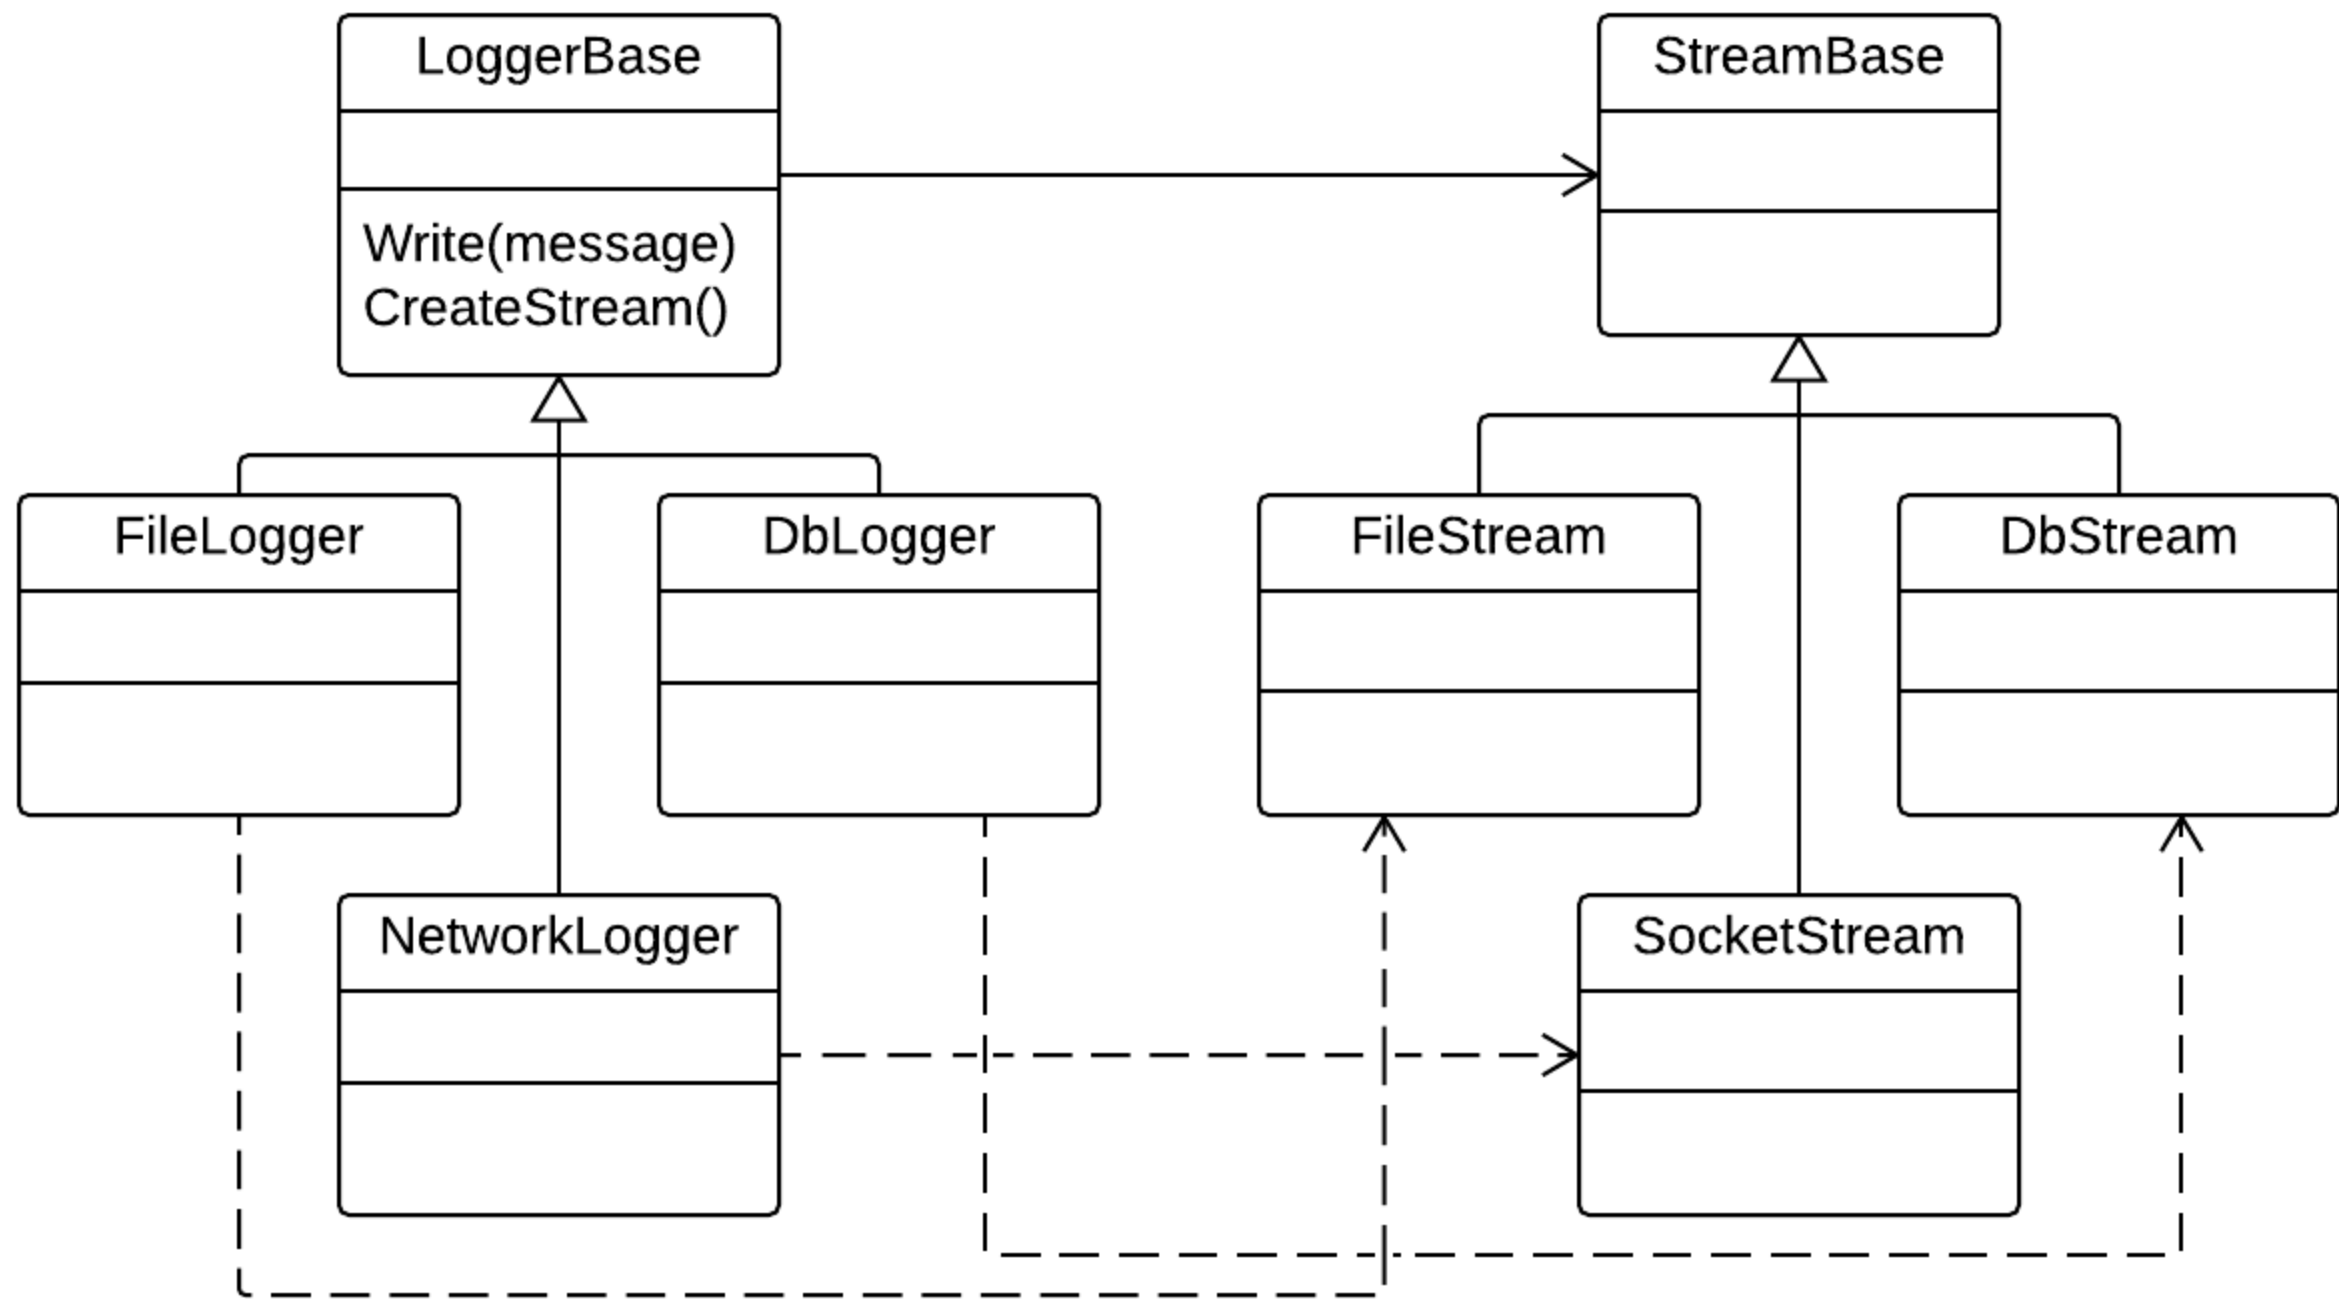 LoggerBase
Write(message)
CreateStream()
StreamBase
FileLogger
DbLogger
FileStream
DbStream
NetworkLogger
SocketStream